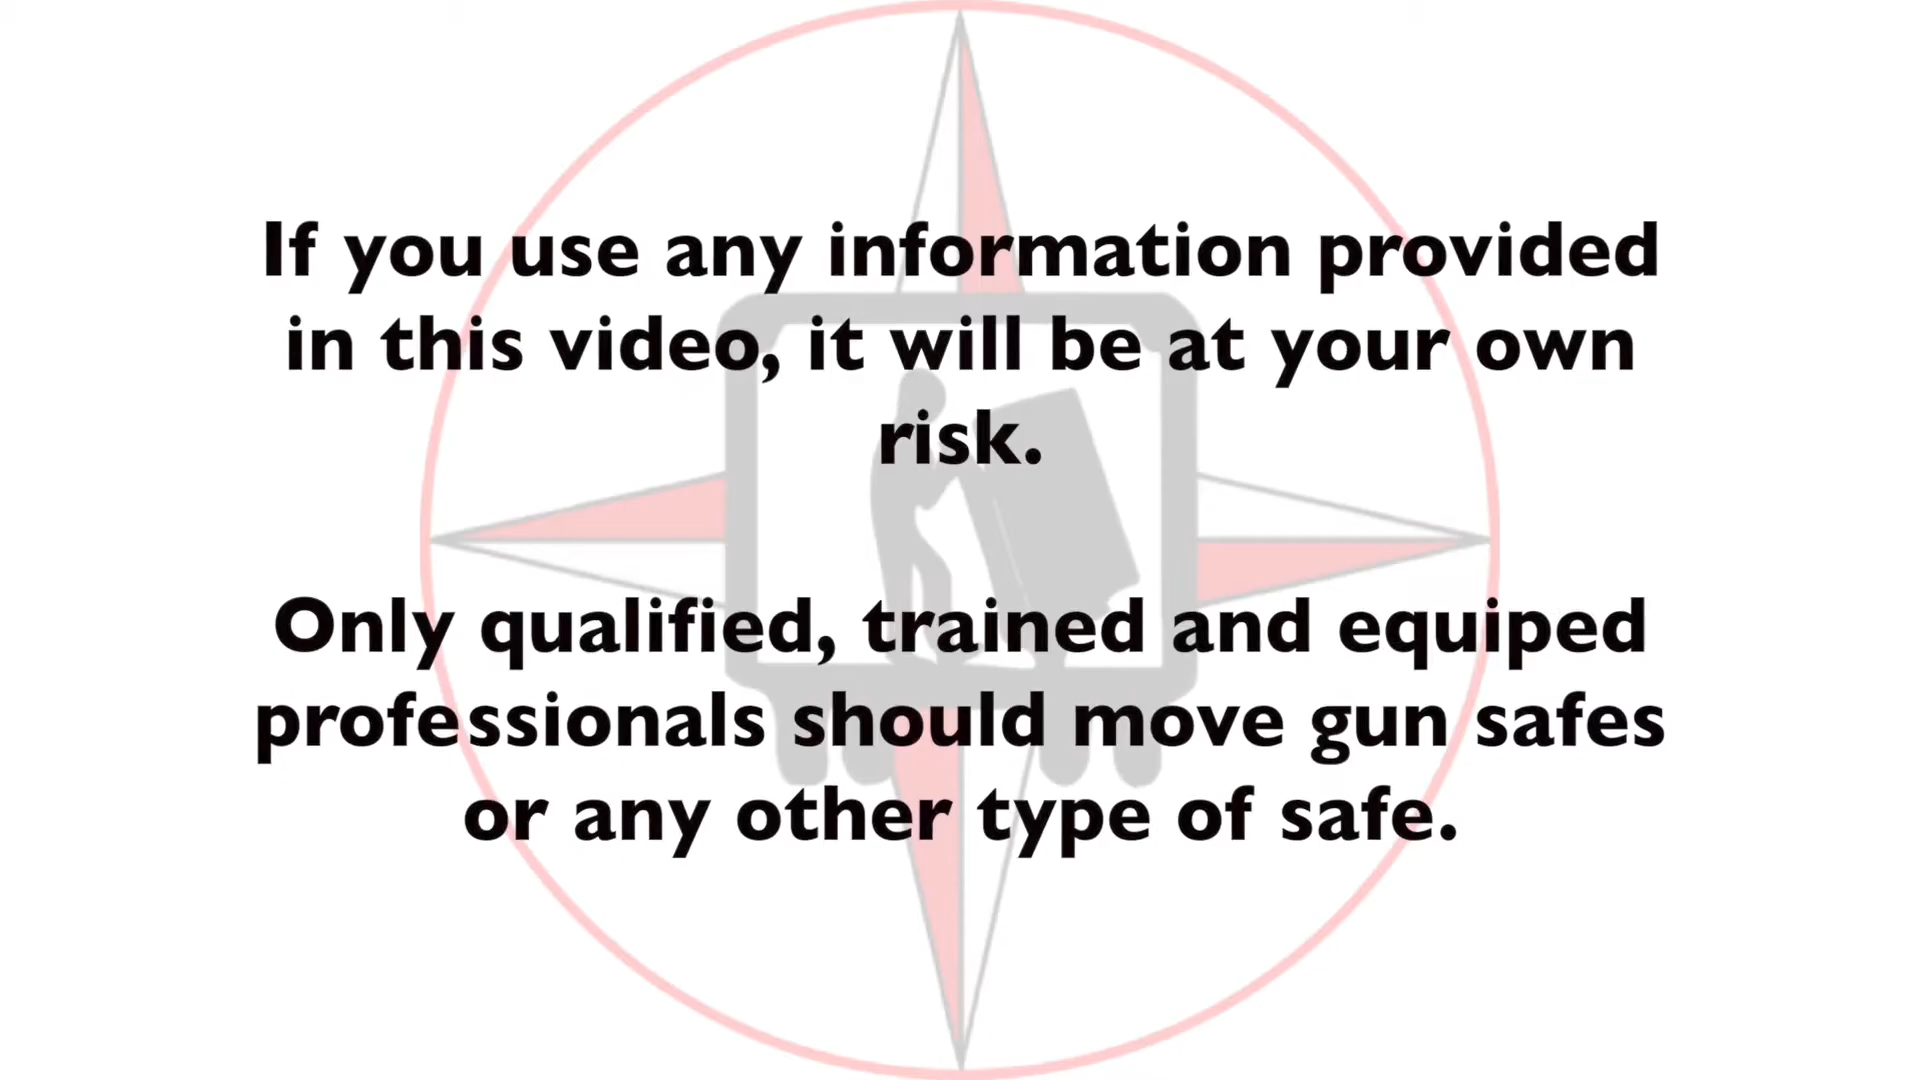 If you use any information provided
in this video, it will be at your own
risk.
Only qualified, trained and equiped
professionals should move gun safes
or any other type of safe.